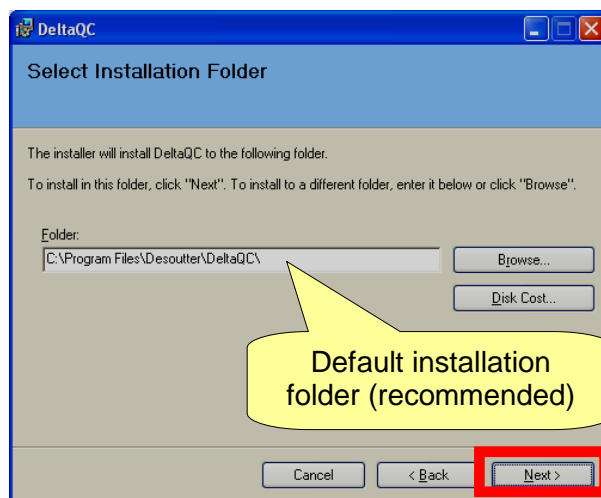 DeltaQC
Select Installation Folder
The installer will install DeltaQC to the following folder.
To install in this folder, click "Next". To install to a different folder, enter it below or click "Browse".
Folder:
C:\Program Files\Desoutter\DeltaQC\
Browse...
Disk Cost...
Default installation
folder (recommended)
Cancel
< Back
Next >